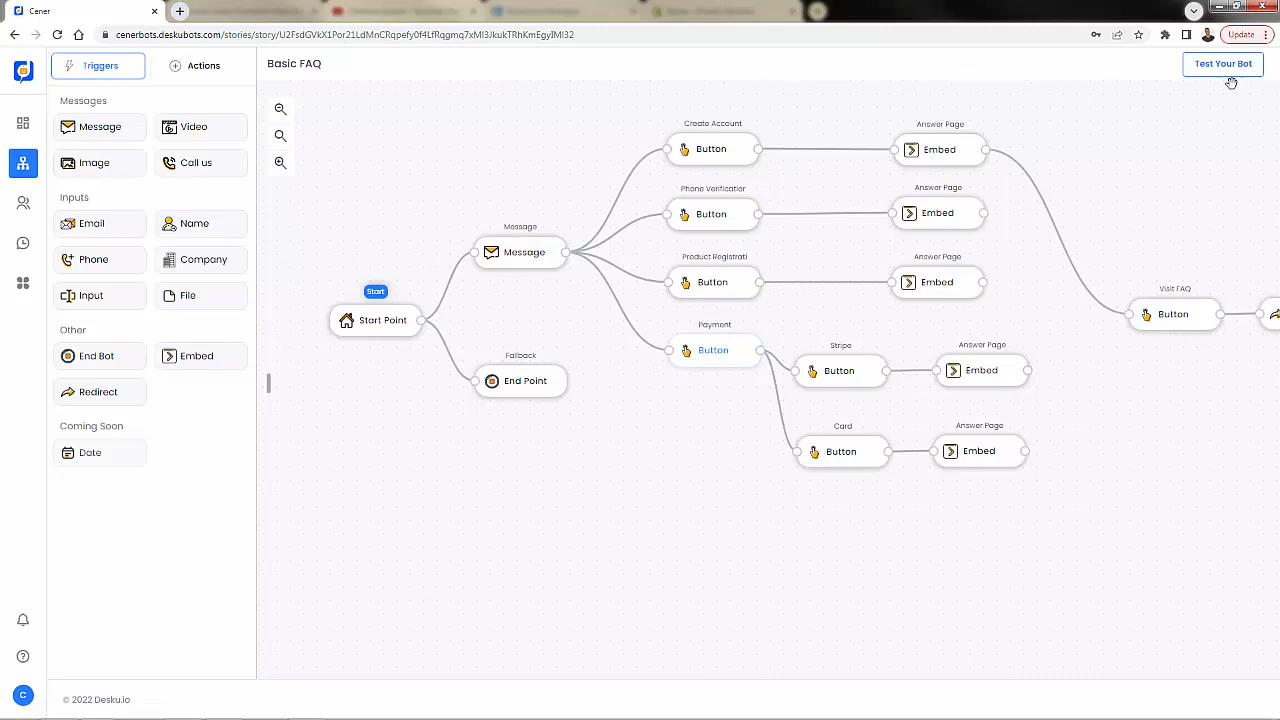 Cener
cenerbots.deskubots.com/stories/story/U2FsdGVkX1Por21LdMnCRqpefy0f4LfRqgmq7xMI3JkukTRhKmEgyIMI32
Update
Triggers
Actions
Basic FAQ
Test Your Bot
Messages
Message
Video
Image
Call us
Inputs
Email
Name
Phone
Company
Input
File
Other
End Bot
Embed
Redirect
Coming Soon
Date
Start
Start Point
Message
Message
Fallback
End Point
Create Account
Button
Answer Page
Embed
Phone Verificatior
Button
Answer Page
Embed
Product Registrati
Button
Answer Page
Embed
Payment
Button
Stripe
Button
Answer Page
Embed
Card
Button
Answer Page
Embed
Visit FAQ
Button
C
© 2022 Desku.io